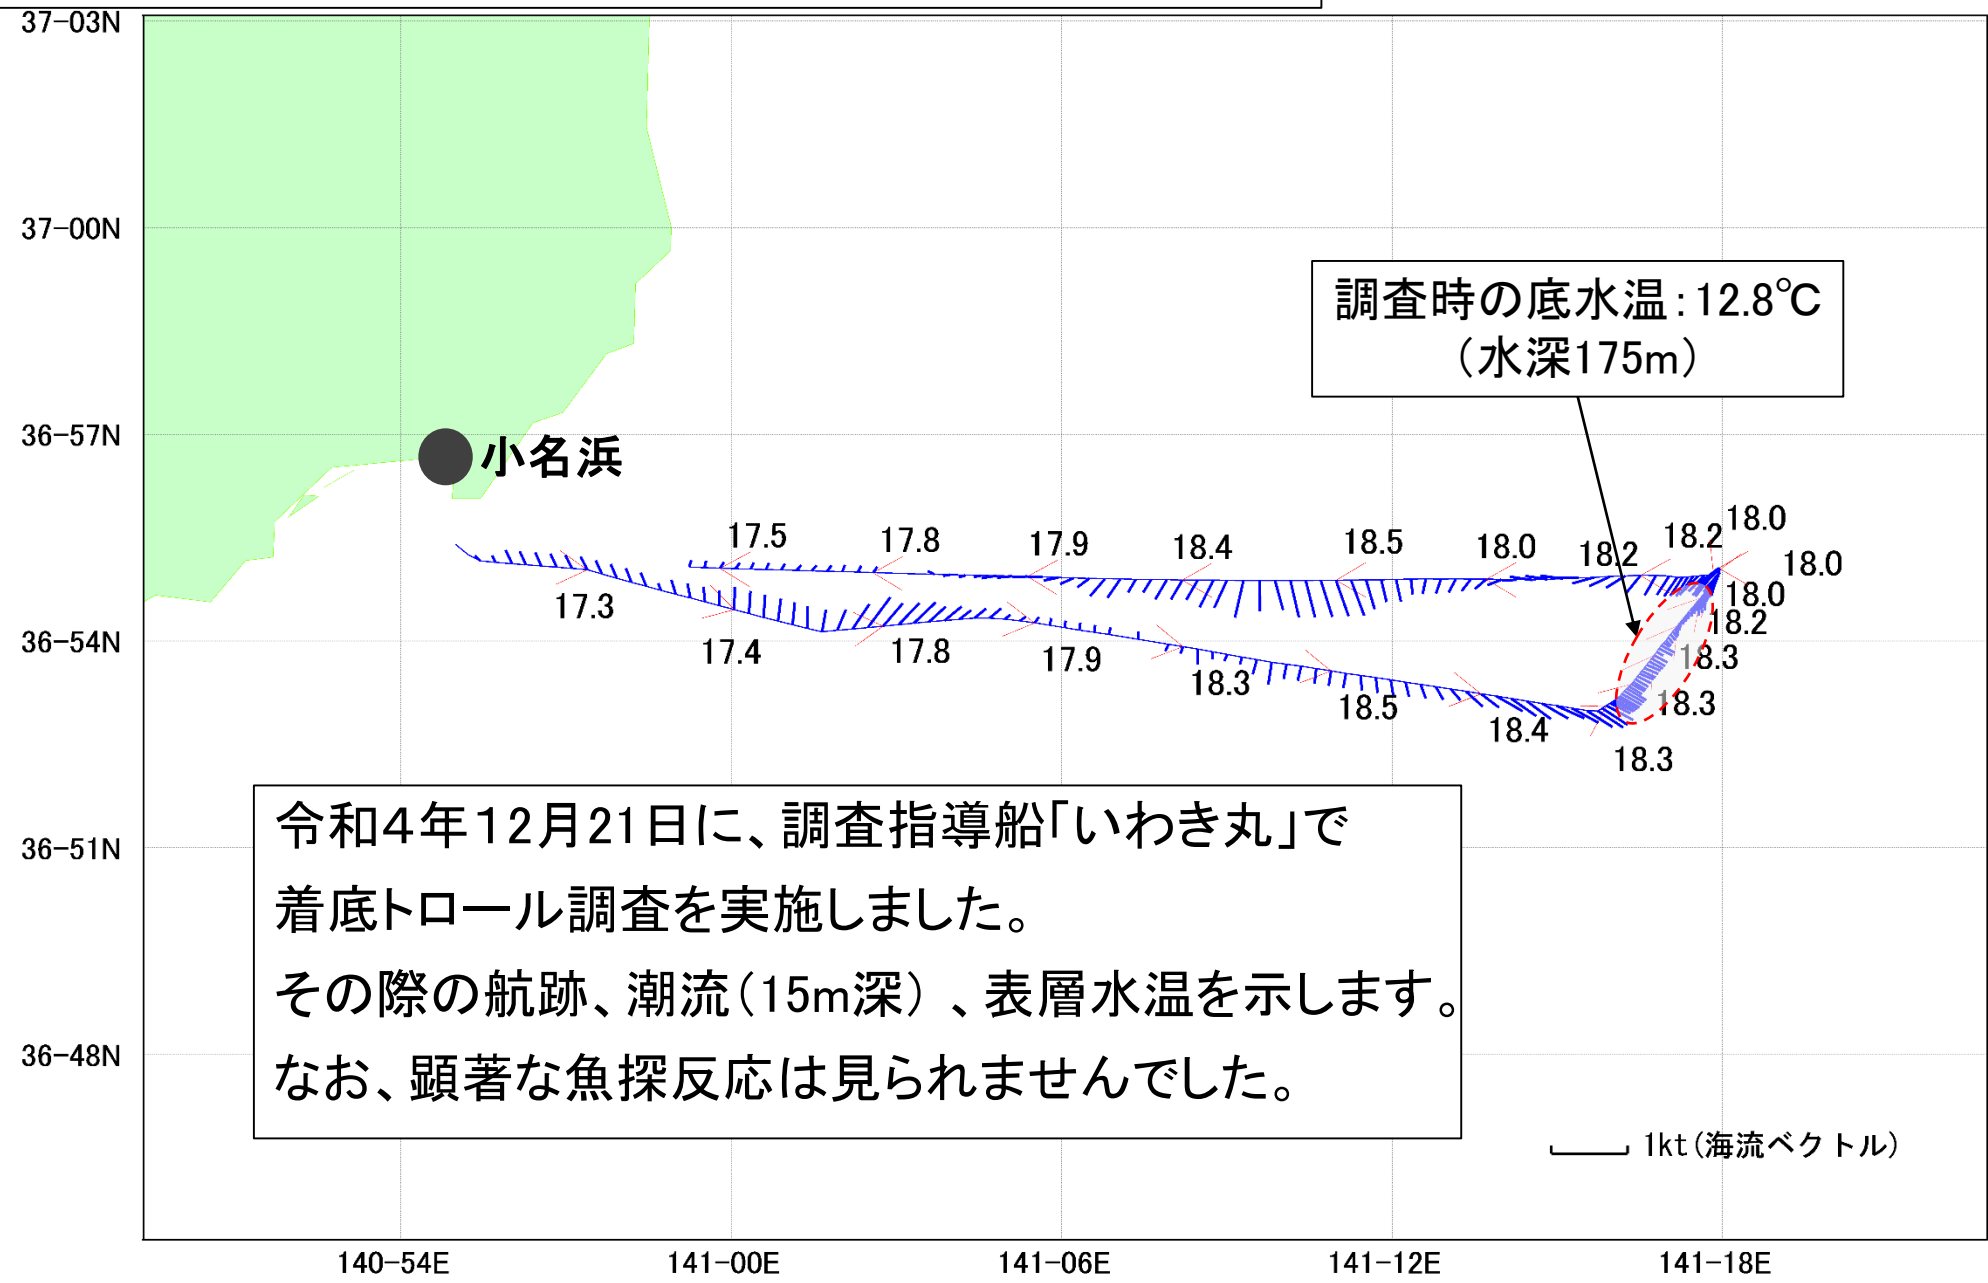 37-03N
37-00N
調査時の底水温：12.8℃
（水深175m）
36-57N
小名浜
18.0
17.5
17.8
17.9
18.4
18.5
18.0
18.2
18.2
18.0
18.0
17.3
18.2
36-54N
17.4
17.8
17.9
18.3
18.3
18.5
18.3
18.4
18.3
令和４年１2月21日に、調査指導船「いわき丸」で
着底トロール調査を実施しました。
その際の航跡、潮流（15m深）、表層水温を示します。
なお、顕著な魚探反応は見られませんでした。
36-51N
36-48N
1kt(海流ベクトル)
140-54E
141-00E
141-06E
141-12E
141-18E